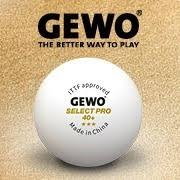 GEWO®
THE BETTER WAY TO PLAY
ITTF approved
GEWO®
SELECT PRO
40+
★★★
Made in China